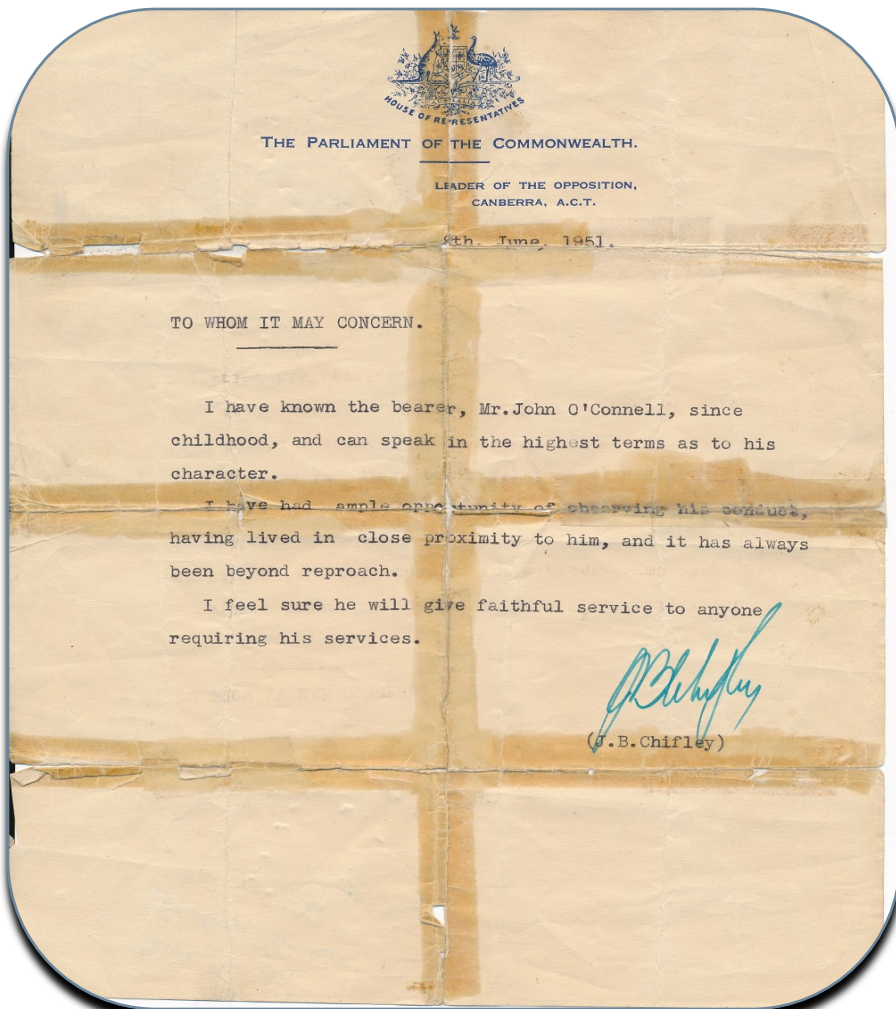 HOUSE OF REPRESENTATIVES
THE PARLIAMENT OF THE COMMONWEALTH.
LEADER OF THE OPPOSITION,
CANBERRA, A.C.T.
June, 1951.
TO WHOM IT MAY CONCERN.
I have known the bearer, Mr.John O'Connell, since
childhood, and can speak in the highest terms as to his
character.
I have had ample opportunity of observing his conduct,
having lived in close proximity to him, and it has always
been beyond reproach.
I feel sure he will give faithful service to anyone
requiring his services.
J B Chifley
(J.B.Chifley)